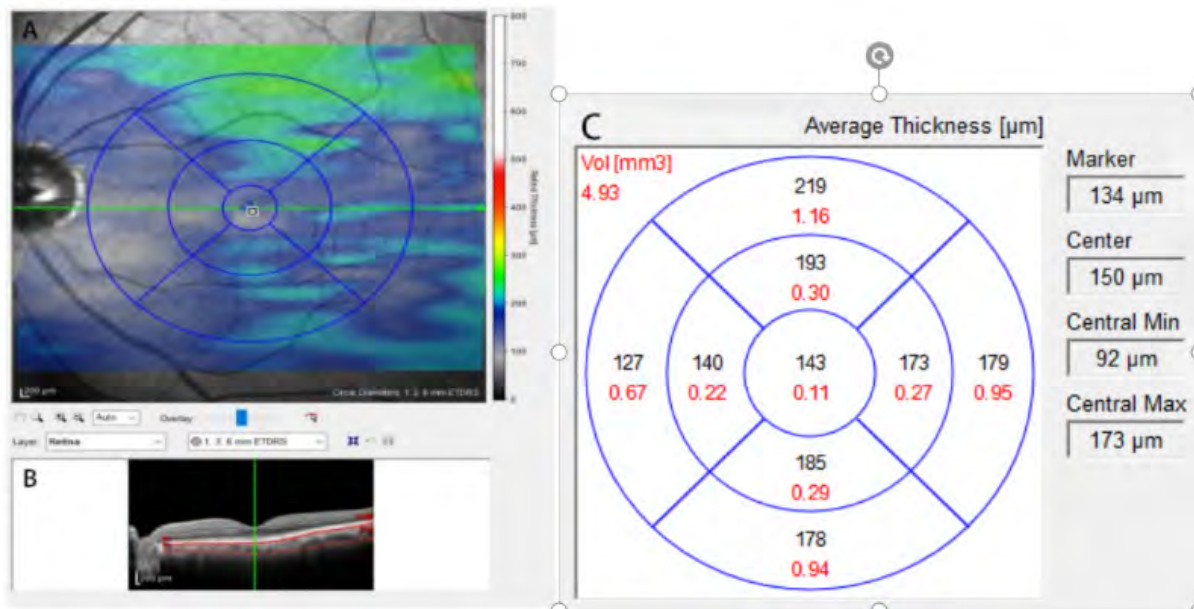 A
800
700
600
500
400
300
200
100
0
Retina Thickness [µm]
200 µm
Circle Diameters: 1, 3, 6 mm ETDRS
Auto
Overlay:
Layer:
Retina
1, 3, 6 mm ETDRS
B
200 µm
C
Average Thickness [µm]
Vol [mm3]
4.93
219
1.16
193
0.30
127
0.67
140
0.22
143
0.11
173
0.27
179
0.95
185
0.29
178
0.94
Marker
134 µm
Center
150 µm
Central Min
92 µm
Central Max
173 µm